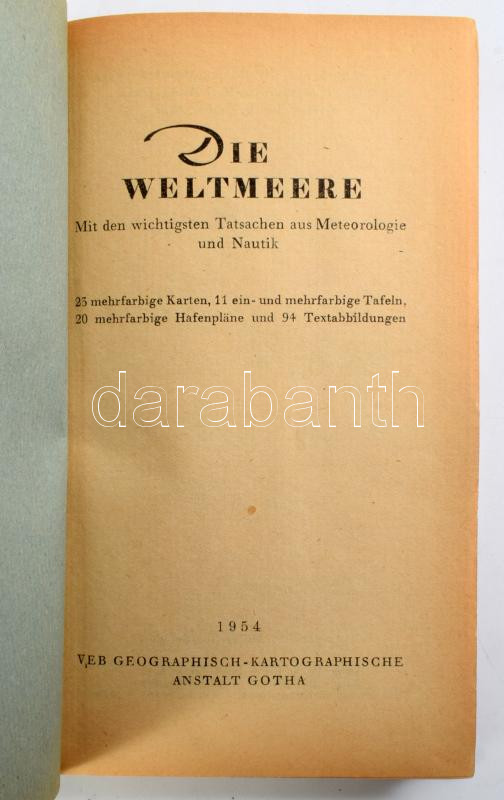 DIE
WELTMEERE
Mit den wichtigsten Tatsachen aus Meteorologie
und Nautik
23 mehrfarbige Karten, 11 ein- und mehrfarbige Tafeln,
20 mehrfarbige Hafenpläne und 94 Textabbildungen
darabanth
1954
VEB GEOGRAPHISCH-KARTOGRAPHISCHE
ANSTALT GOTHA